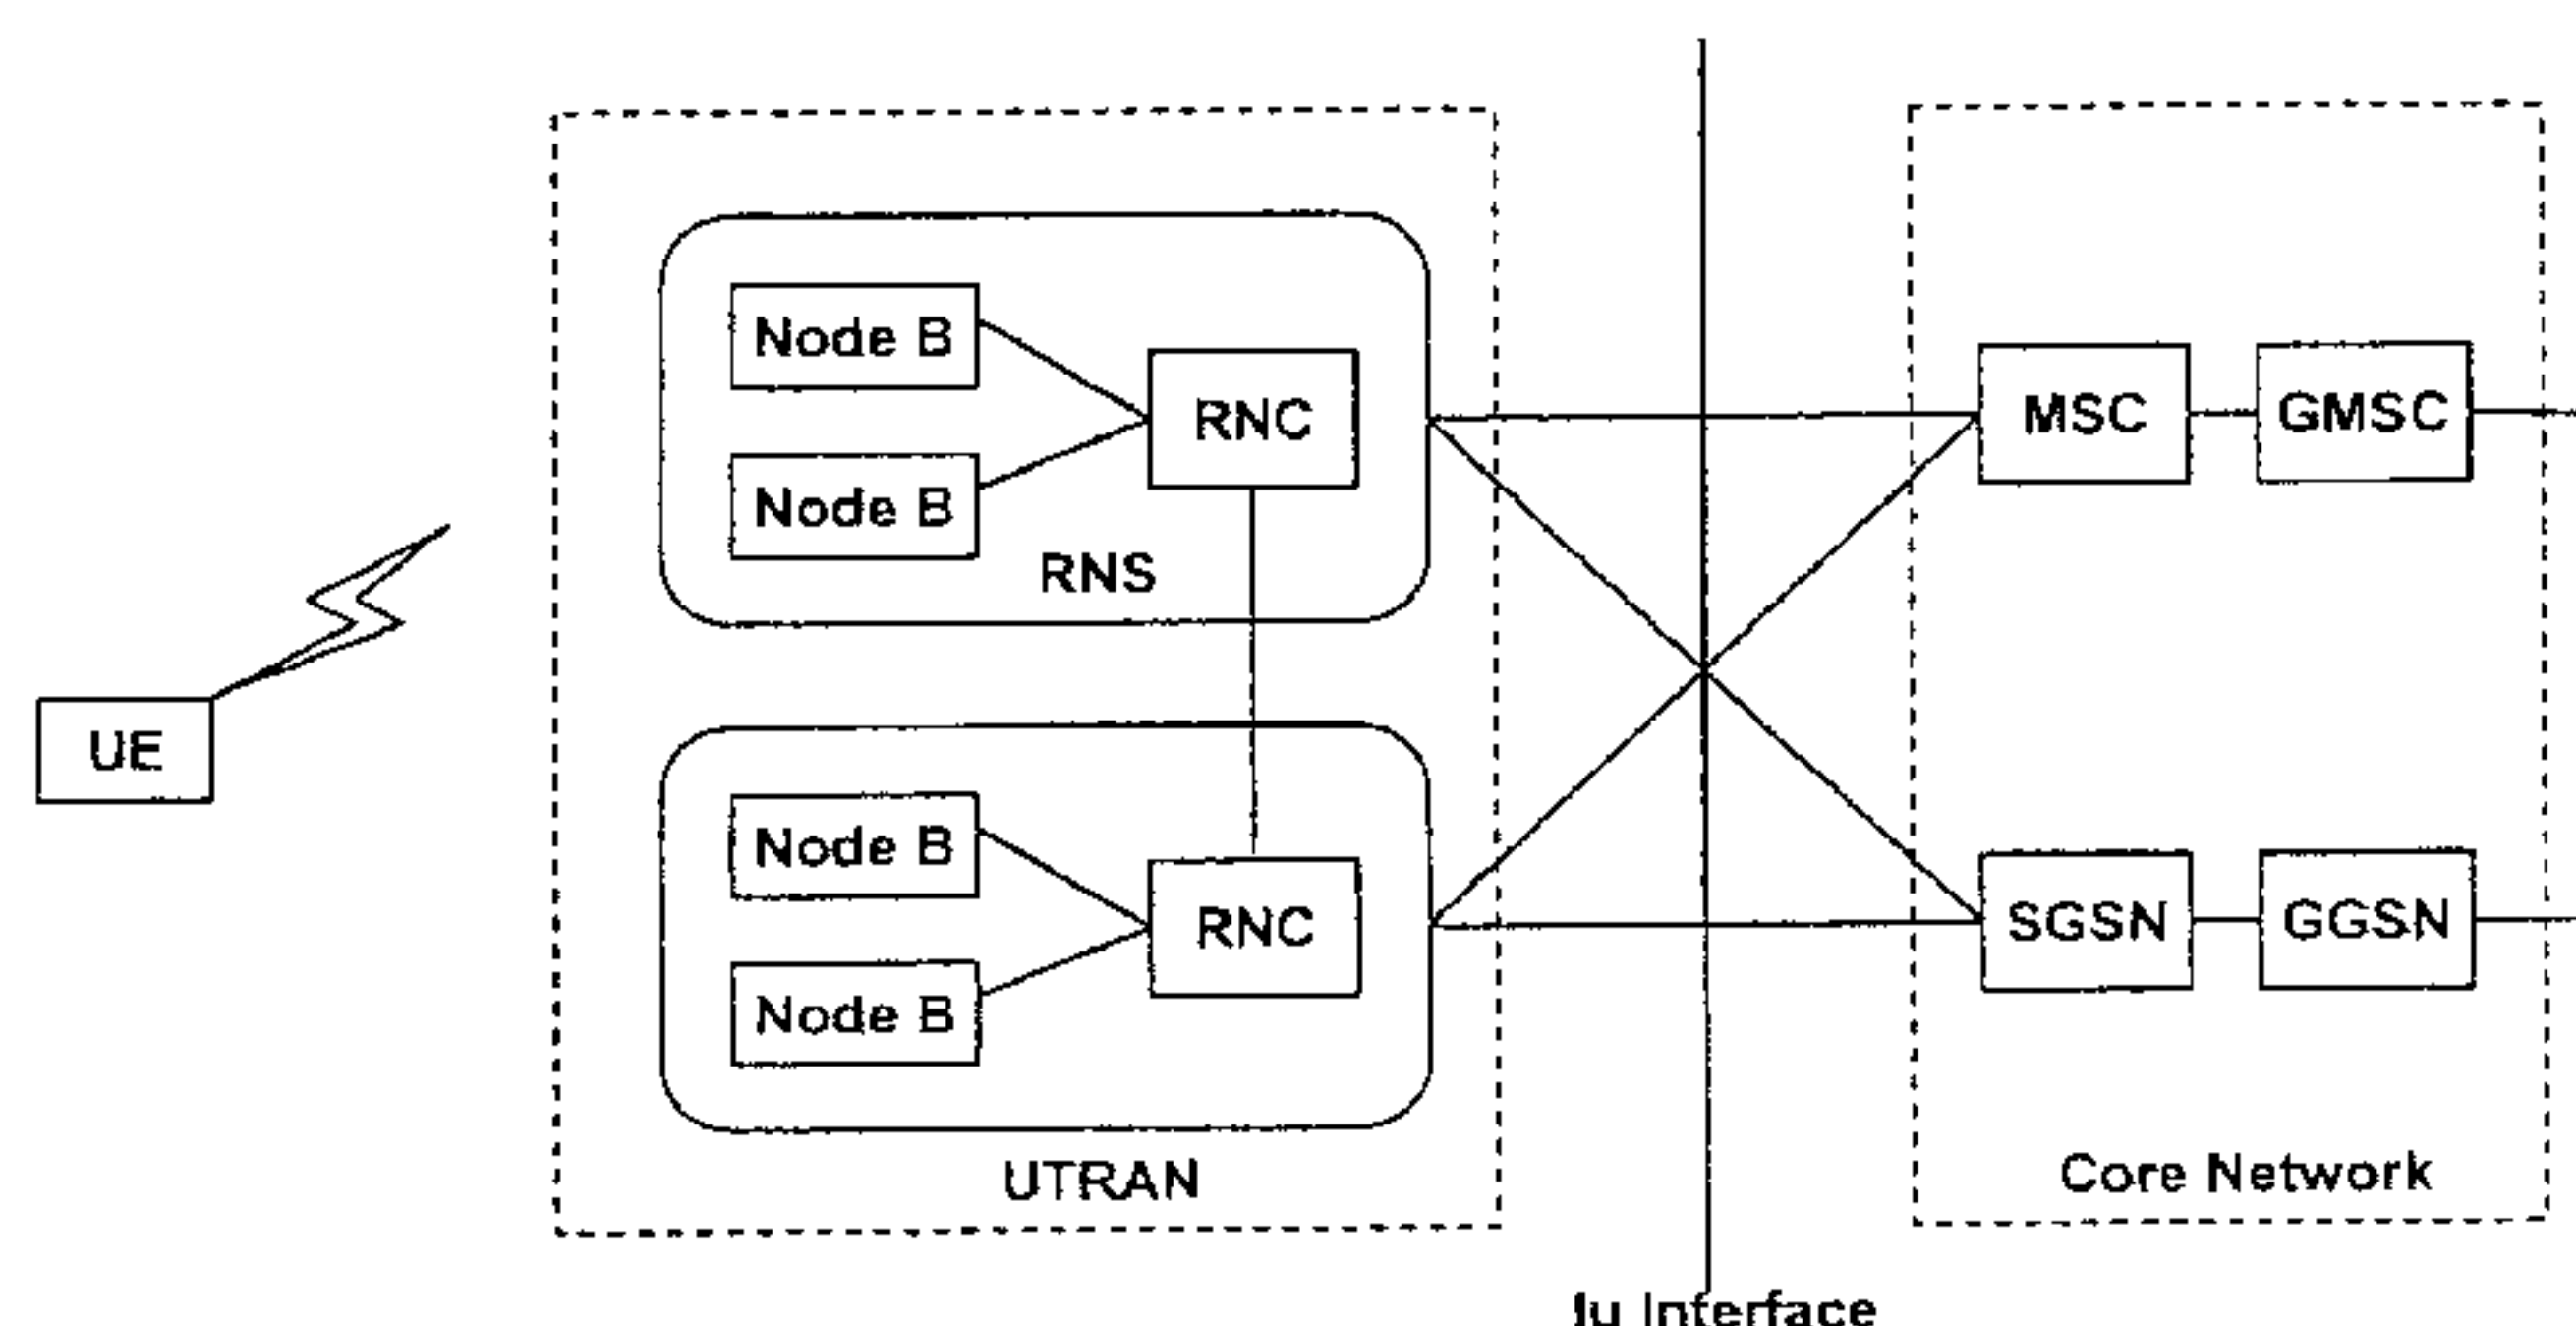 Node B
RNC
MSC
GMSC
Node B
RNS
UE
Node B
RNC
SGSN
GGSN
Node B
UTRAN
Core Network
Iu Interface